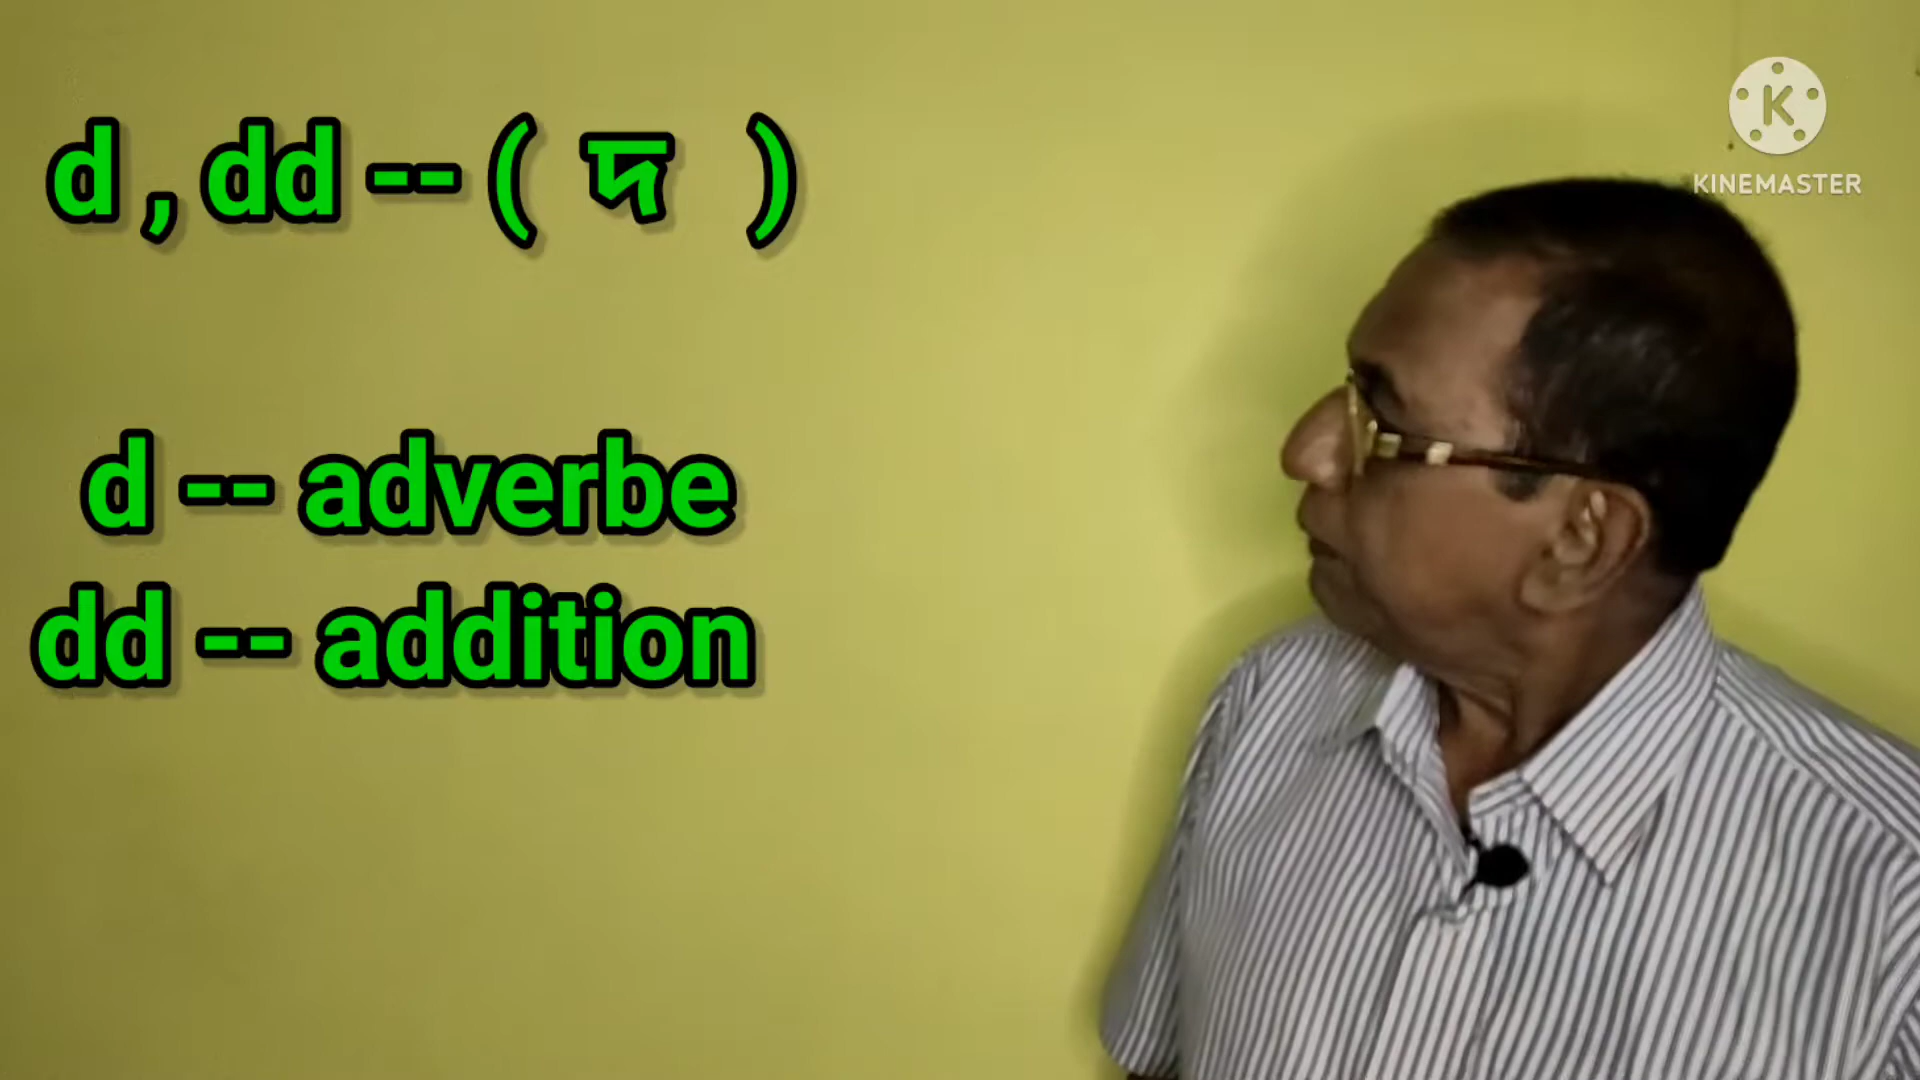 d , dd -- ( দ )
d -- adverbe
dd -- addition
K
KINEMASTER